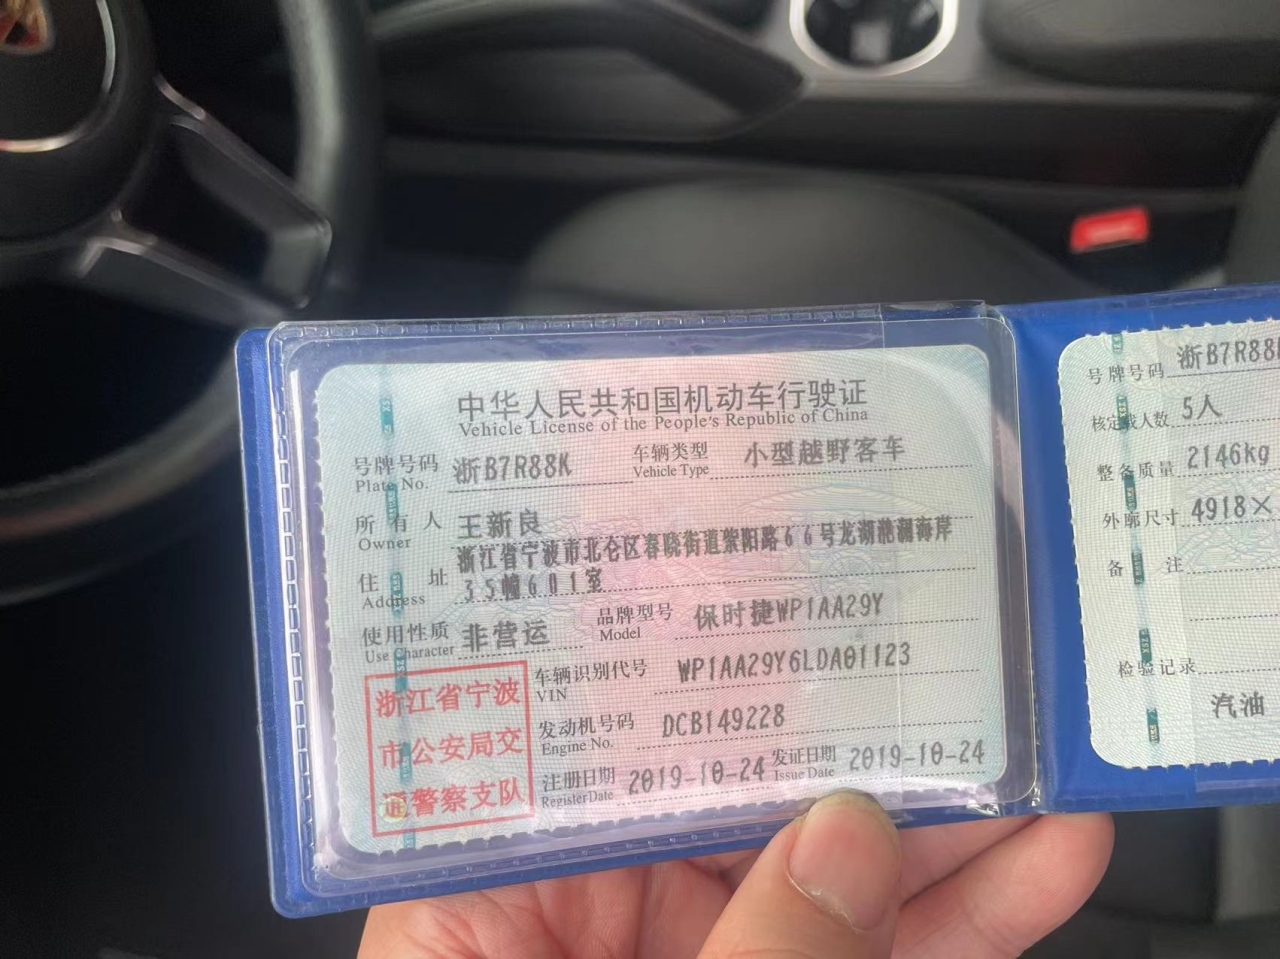 中华人民共和国机动车行驶证
Vehicle License of the People's Republic of China
号牌号码 浙B7R88K 车辆类型 小型越野客车
Plate No. Vehicle Type
所有人 王新良
Owner
住址 浙江省宁波市北仑区春晓街道紫阳路66号龙湖滟澜海岸
Address 35幢601室
使用性质 非营运 品牌型号 保时捷WP1AA29Y
Use Character Model
车辆识别代号 WP1AA29Y6LDA01123
VIN
发动机号码 DCB149228
Engine No.
注册日期 2019-10-24 发证日期 2019-10-24
Register Date Issue Date
浙江省宁波
市公安局交
通警察支队
号牌号码 浙B7R88
核定载人数 5人
整备质量 2146kg
外廓尺寸 4918×
备注
检验记录
汽油